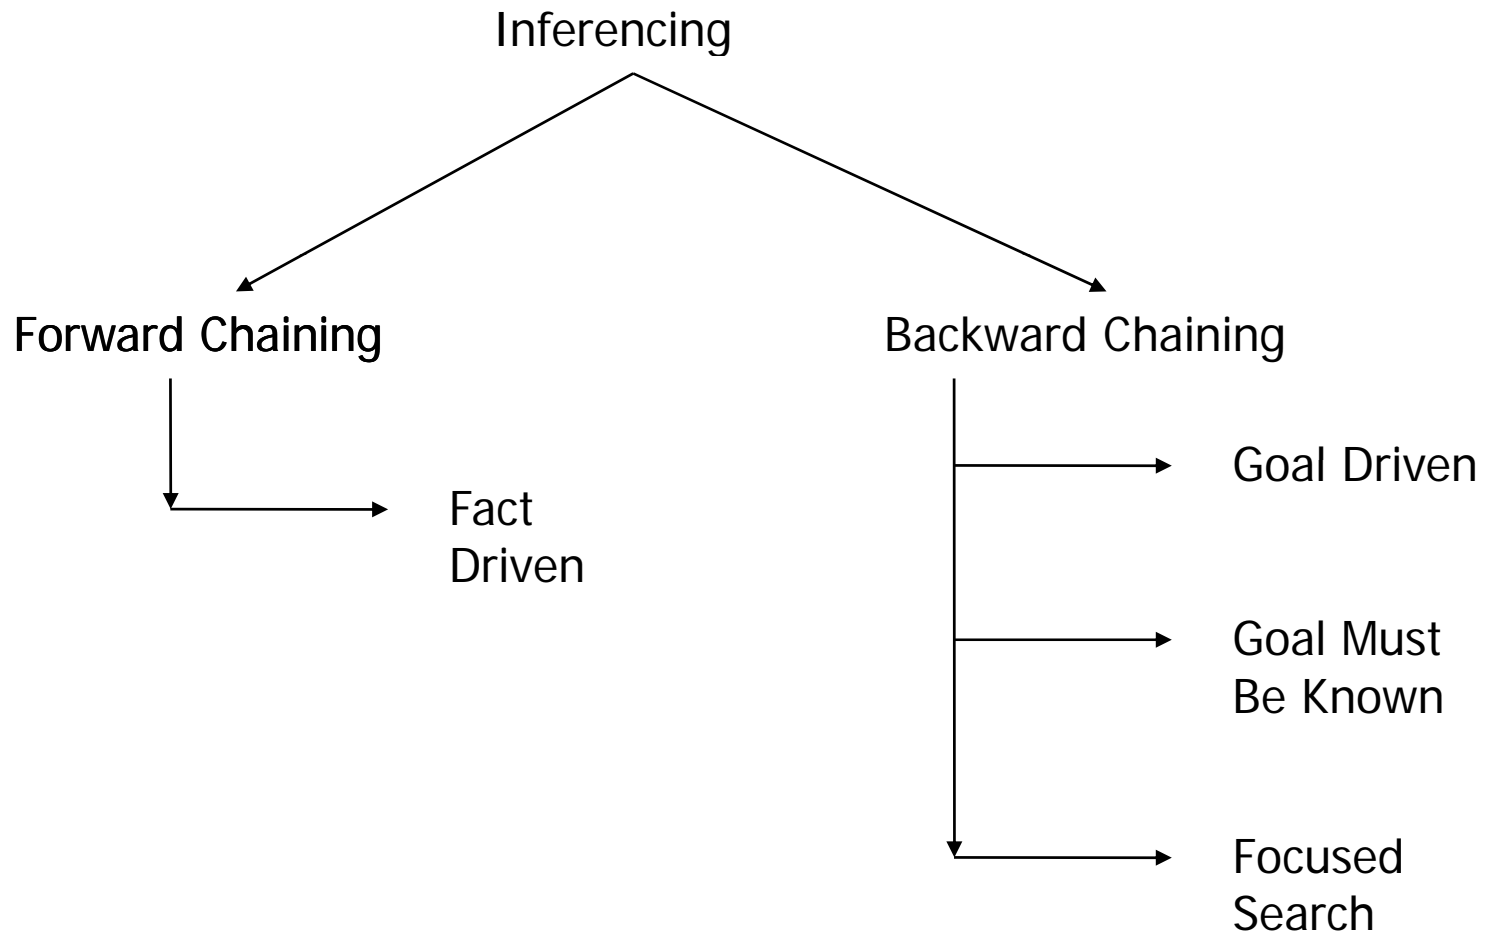 Inferencing
Forward Chaining
Backward Chaining
Fact
Driven
Goal Driven
Goal Must
Be Known
Focused
Search